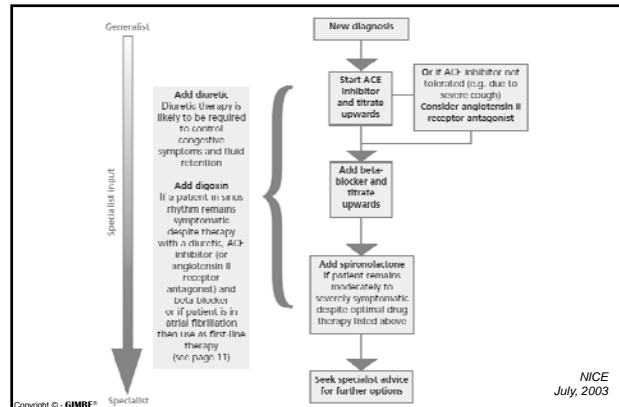 Generalist
Specialist input
Specialist
Add diuretic
Diuretic therapy is
likely to be required
to control
congestive
symptoms and fluid
retention
Add digoxin
If a patient in sinus
rhythm remains
symptomatic
despite therapy
with a diuretic, ACE
inhibitor (or
angiotensin II
receptor
antagonist) and
beta blocker
or if patient is in
atrial fibrillation
then use as first-line
therapy
(see page 11)
New diagnosis
Start ACE
inhibitor
and titrate
upwards
Or if ACE inhibitor not
tolerated (e.g. due to
severe cough)
Consider angiotensin II
receptor antagonist
Add beta-
blocker and
titrate
upwards
Add spironolactone
If patient remains
moderately to
severely symptomatic
despite optimal drug
therapy listed above
Seek specialist advice
for further options
NICE
July, 2003
Copyright © - GIMBE®